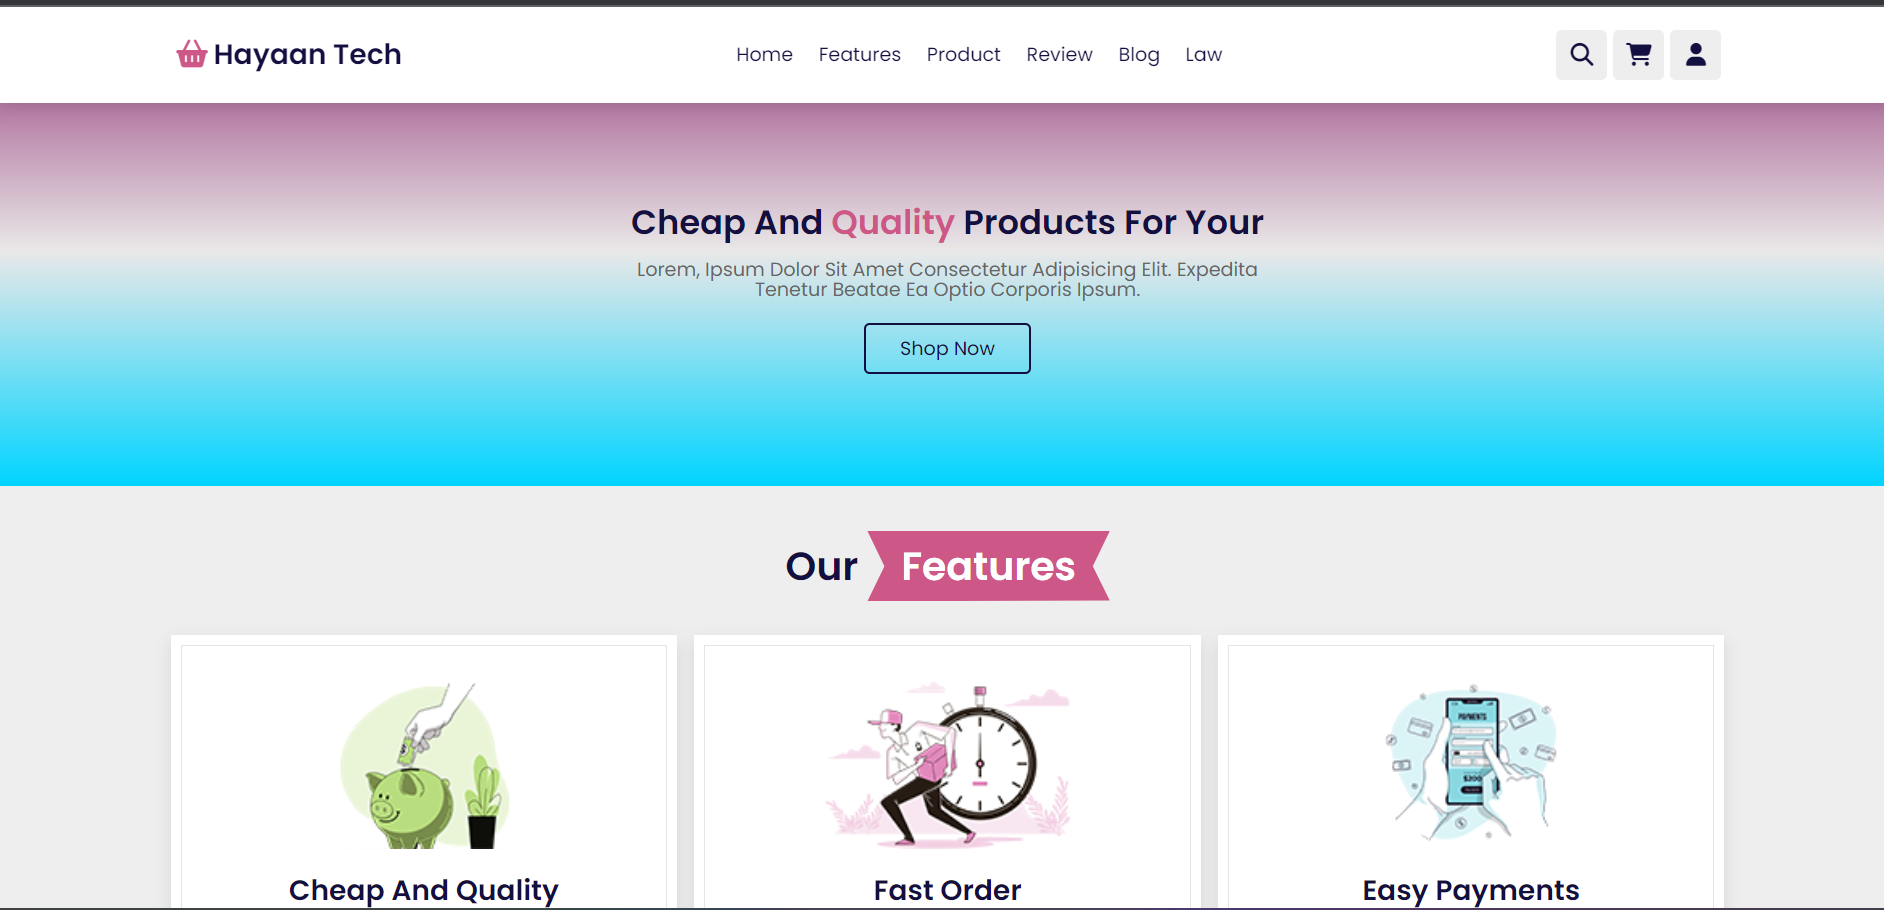 Hayaan Tech
Home Features Product Review Blog Law
Cheap And Quality Products For Your
Lorem, Ipsum Dolor Sit Amet Consectetur Adipisicing Elit. Expedita
Tenetur Beatae Ea Optio Corporis Ipsum.
Shop Now
Our Features
PAYMENTS
$200
Cheap And Quality
Fast Order
Easy Payments